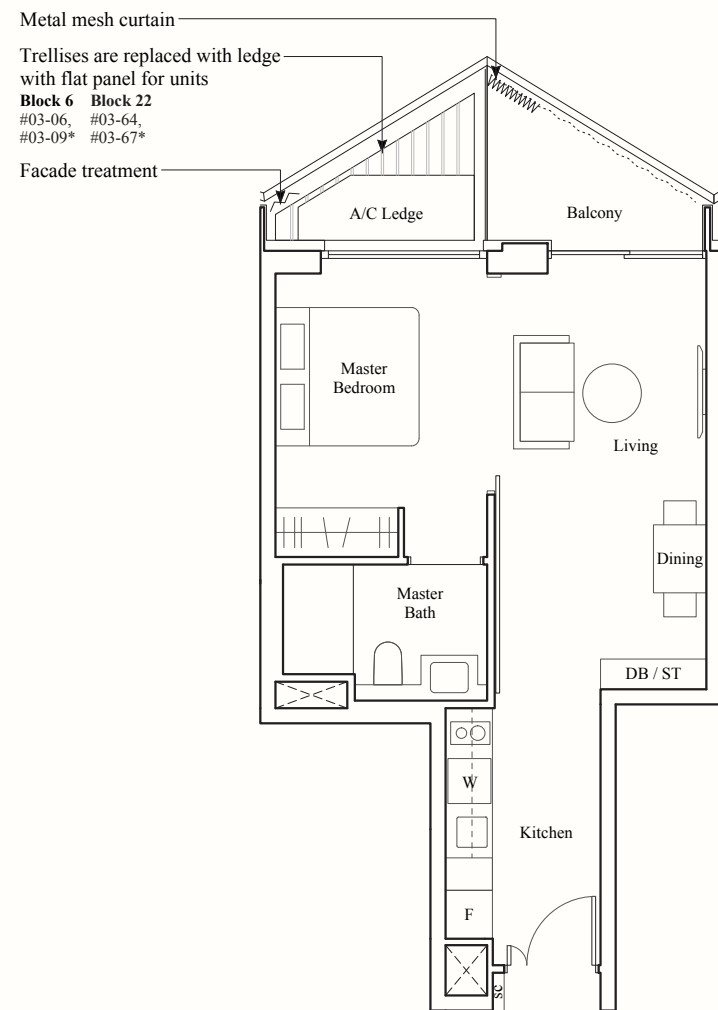 Metal mesh curtain
Trellises are replaced with ledge
with flat panel for units
Block 6 Block 22
#03-06, #03-64,
#03-09* #03-67*
Facade treatment
A/C Ledge
Balcony
Master
Bedroom
Living
Dining
Master
Bath
DB / ST
W
Kitchen
F
SC